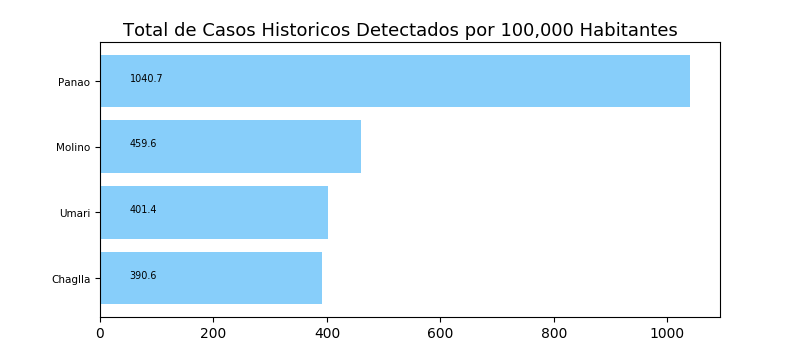 Total de Casos Historicos Detectados por 100,000 Habitantes
Panao 1040.7
Molino 459.6
Umari 401.4
Chaglla 390.6
0 200 400 600 800 1000